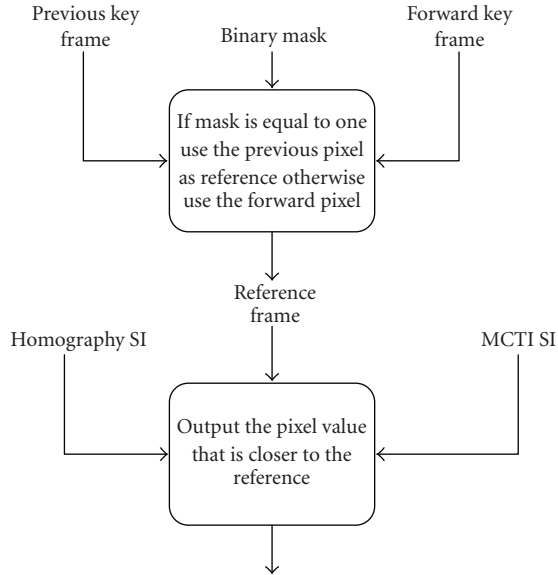 Previous key
frame
Binary mask
Forward key
frame
If mask is equal to one
use the previous pixel
as reference otherwise
use the forward pixel
Reference
frame
Homography SI
MCTI SI
Output the pixel value
that is closer to the
reference